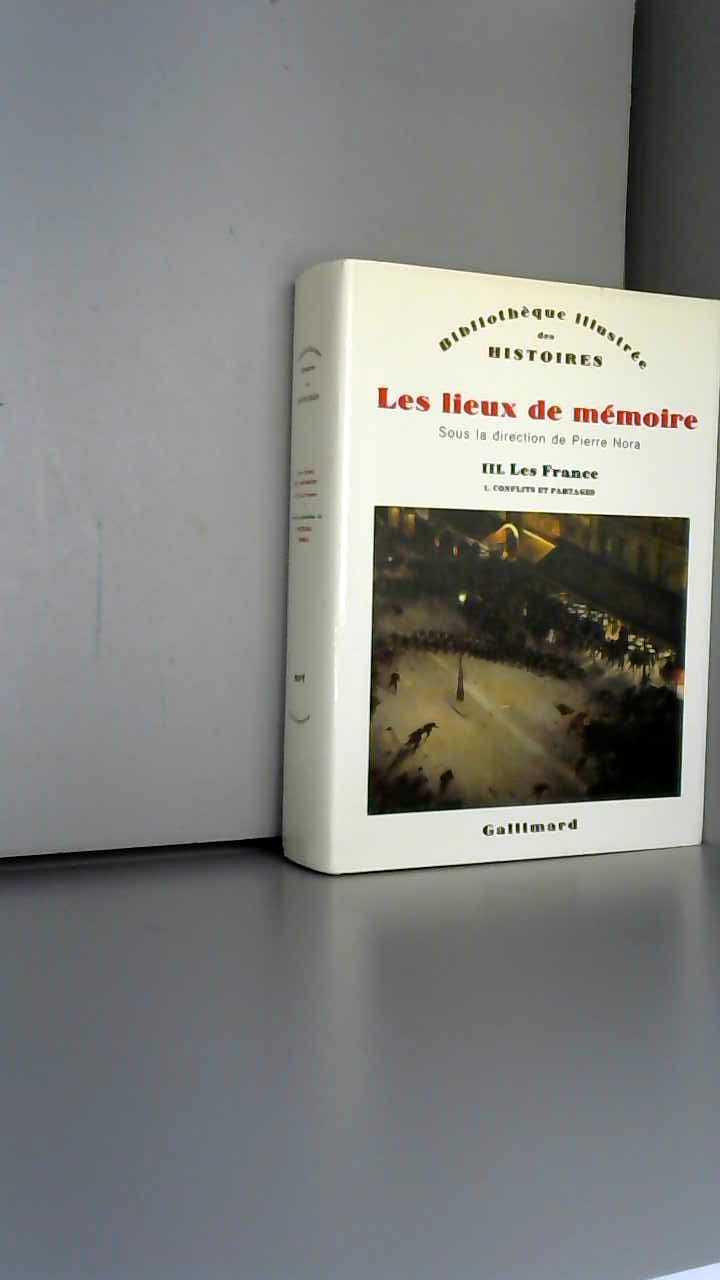 Bibliothèque Illustrée
des
HISTOIRES
Les lieux de mémoire
Sous la direction de Pierre Nora
III. Les France
1. CONFLITS ET PARTAGES
Gallimard
nrf